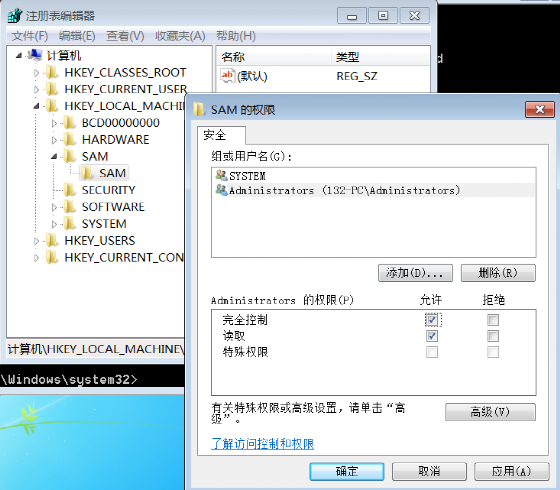 注册表编辑器
文件(F) 编辑(E) 查看(V) 收藏夹(A) 帮助(H)
计算机
HKEY_CLASSES_ROOT
HKEY_CURRENT_USER
HKEY_LOCAL_MACHIN
BCD00000000
HARDWARE
SAM
SAM
SECURITY
SOFTWARE
SYSTEM
HKEY_USERS
HKEY_CURRENT_CON
名称 类型
ab (默认) REG_SZ
计算机\HKEY_LOCAL_MACHINE\
d
\Windows\system32>
SAM 的权限
安全
组或用户名(G):
SYSTEM
Administrators (132-PC\Administrators)
添加(D)... 删除(R)
Administrators 的权限(P) 允许 拒绝
完全控制
读取
特殊权限
有关特殊权限或高级设置，请单击“高
级”。
高级(V)
了解访问控制和权限
确定 取消 应用(A)